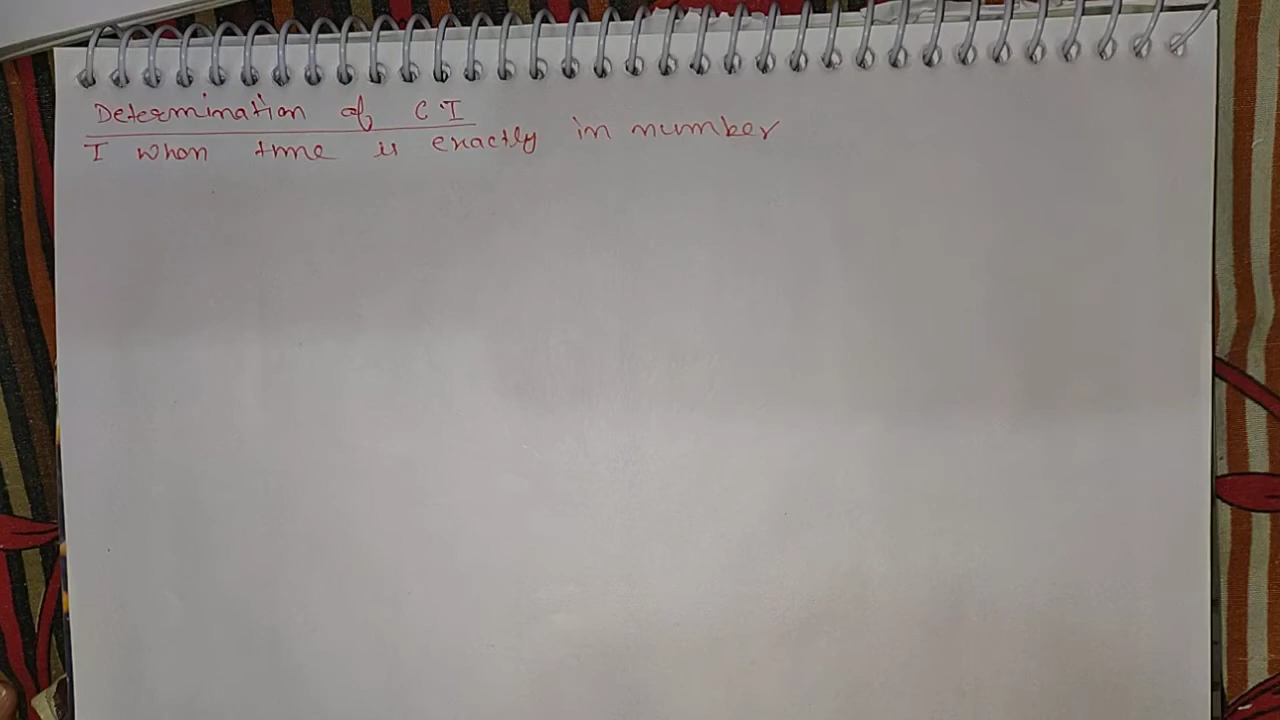 Determination of C.I
I when time is exactly in number